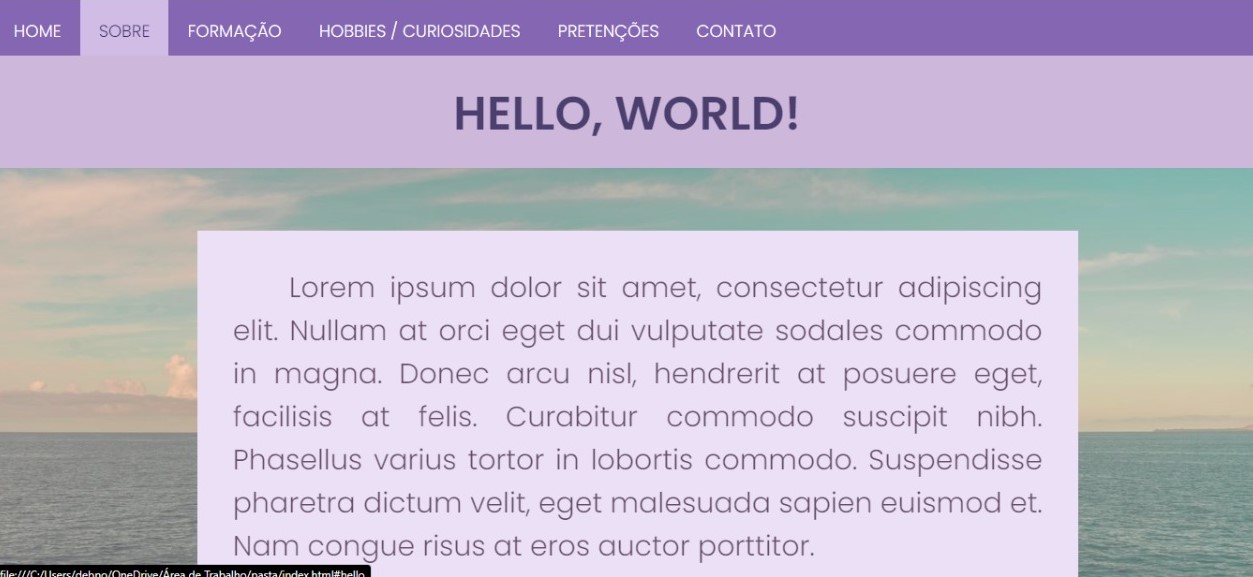 HOME SOBRE FORMAÇÃO HOBBIES / CURIOSIDADES PRETENÇÕES CONTATO
HELLO, WORLD!
Lorem ipsum dolor sit amet, consectetur adipiscing
elit. Nullam at orci eget dui vulputate sodales commodo
in magna. Donec arcu nisl, hendrerit at posuere eget,
facilisis at felis. Curabitur commodo suscipit nibh.
Phasellus varius tortor in lobortis commodo. Suspendisse
pharetra dictum velit, eget malesuada sapien euismod et.
Nam congue risus at eros auctor porttitor.
file:///C:/Users/dehno/OneDrive/Área de Trabalho/pasta/index.html#hello